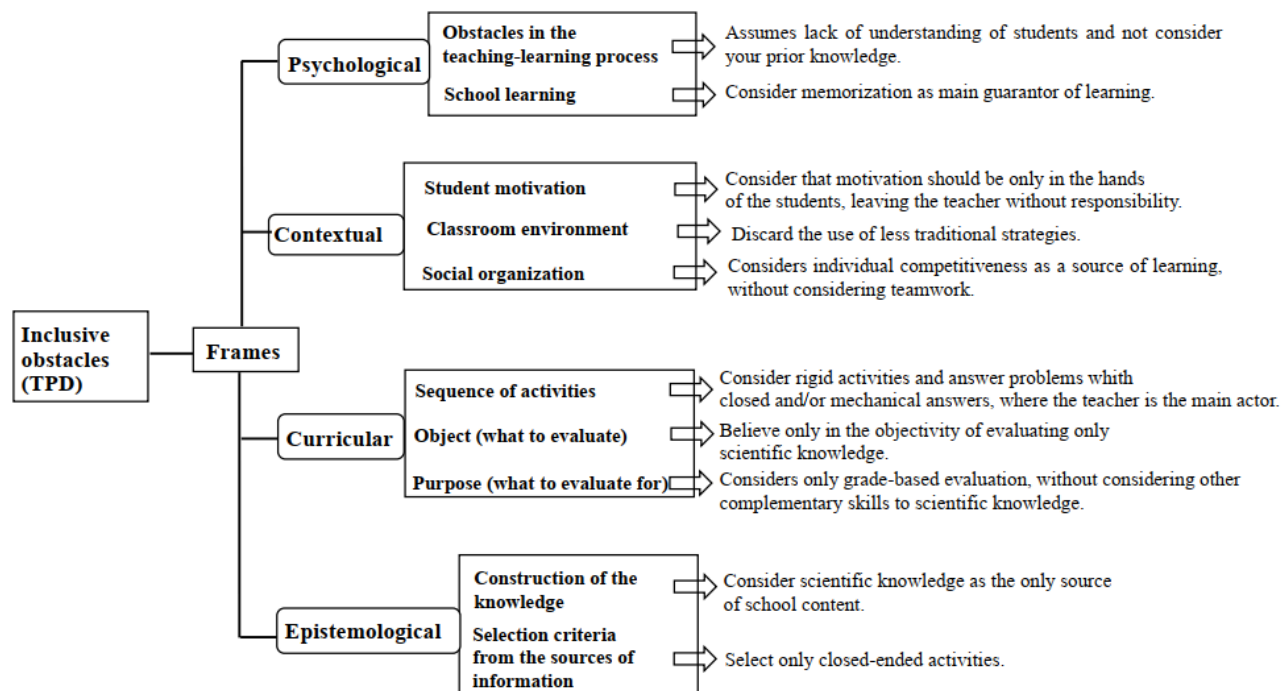 Inclusive
obstacles
(TPD)
Frames
Psychological
Obstacles in the
teaching-learning process
Assumes lack of understanding of students and not consider
your prior knowledge.
School learning
Consider memorization as main guarantor of learning.
Contextual
Student motivation
Consider that motivation should be only in the hands
of the students, leaving the teacher without responsibility.
Classroom environment
Discard the use of less traditional strategies.
Social organization
Considers individual competitiveness as a source of learning,
without considering teamwork.
Curricular
Sequence of activities
Consider rigid activities and answer problems whith
closed and/or mechanical answers, where the teacher is the main actor.
Object (what to evaluate)
Believe only in the objectivity of evaluating only
scientific knowledge.
Purpose (what to evaluate for)
Considers only grade-based evaluation, without considering other
complementary skills to scientific knowledge.
Epistemological
Construction of the
knowledge
Consider scientific knowledge as the only source
of school content.
Selection criteria
from the sources of
information
Select only closed-ended activities.